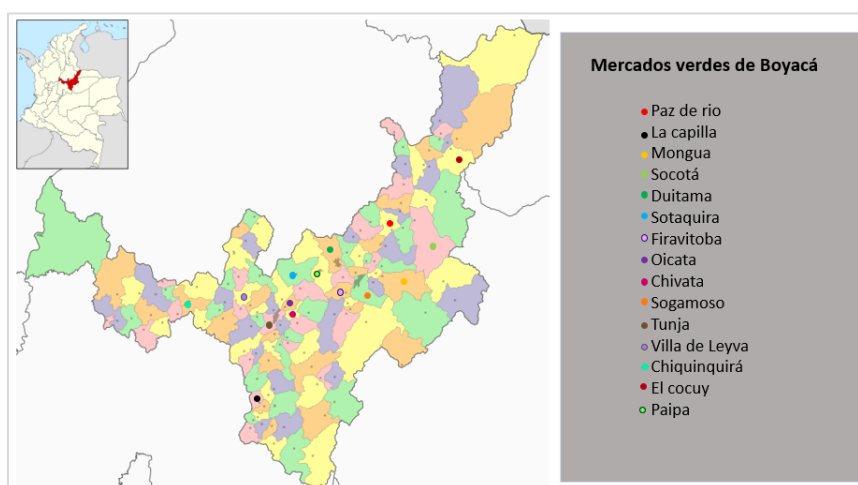 Mercados verdes de Boyacá
Paz de rio
La capilla
Mongua
Socotá
Duitama
Sotaquira
Firavitoba
Oicata
Chivata
Sogamoso
Tunja
Villa de Leyva
Chiquinquirá
El cocuy
Paipa